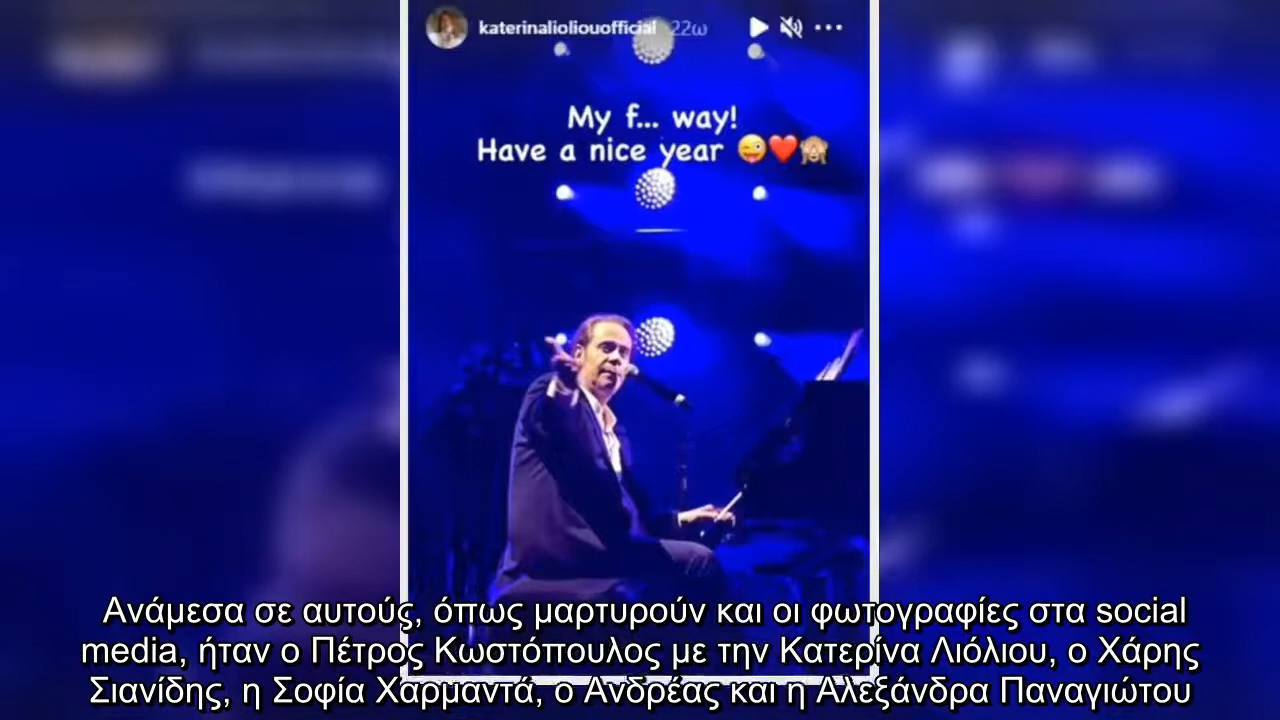 katerinalioliouofficial 22ω
My f... way!
Have a nice year 😜❤️🙈
Ανάμεσα σε αυτούς, όπως μαρτυρούν και οι φωτογραφίες στα social
media, ήταν ο Πέτρος Κωστόπουλος με την Κατερίνα Λιόλιου, ο Χάρης
Σιανίδης, η Σοφία Χαρμαντά, ο Ανδρέας και η Αλεξάνδρα Παναγιώτου